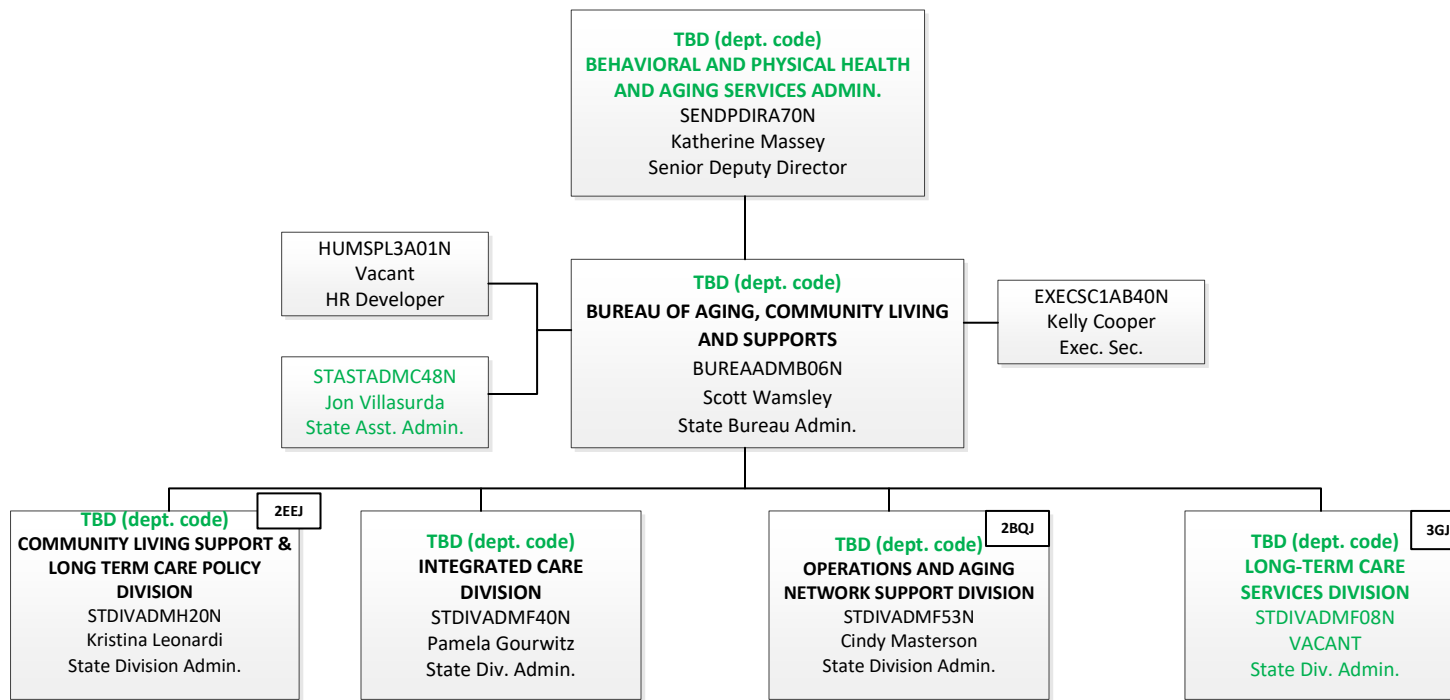 TBD (dept. code)
BEHAVIORAL AND PHYSICAL HEALTH
AND AGING SERVICES ADMIN.
SENDPDIRA70N
Katherine Massey
Senior Deputy Director
HUMSPL3A01N
Vacant
HR Developer
STASTADMC48N
Jon Villasurda
State Asst. Admin.
TBD (dept. code)
BUREAU OF AGING, COMMUNITY LIVING
AND SUPPORTS
BUREAADMB06N
Scott Wamsley
State Bureau Admin.
EXECSC1AB40N
Kelly Cooper
Exec. Sec.
2EEJ
TBD (dept. code)
COMMUNITY LIVING SUPPORT &
LONG TERM CARE POLICY
DIVISION
STDIVADMH20N
Kristina Leonardi
State Division Admin.
TBD (dept. code)
INTEGRATED CARE
DIVISION
STDIVADMF40N
Pamela Gourwitz
State Div. Admin.
2BQJ
TBD (dept. code)
OPERATIONS AND AGING
NETWORK SUPPORT DIVISION
STDIVADMF53N
Cindy Masterson
State Division Admin.
3GJ
TBD (dept. code)
LONG-TERM CARE
SERVICES DIVISION
STDIVADMF08N
VACANT
State Div. Admin.